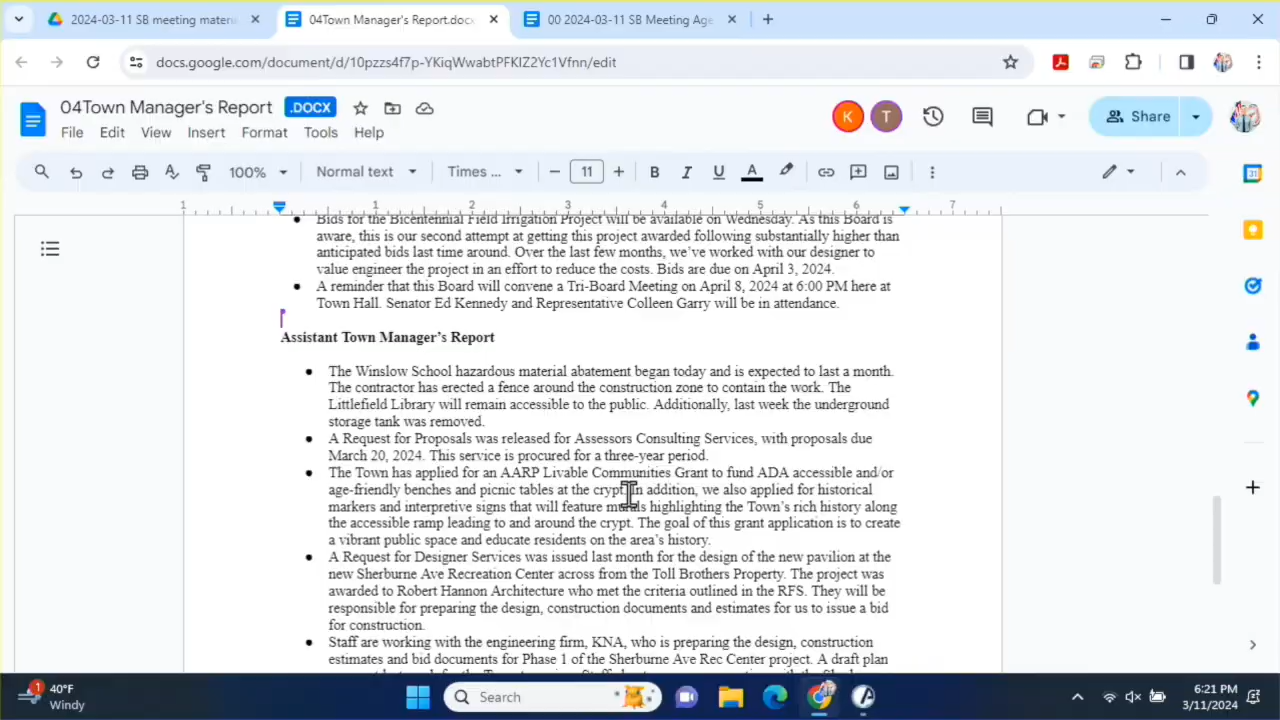 2024-03-11 SB meeting materi
04Town Manager's Report.docx
00 2024-03-11 SB Meeting Age
docs.google.com/document/d/10pzzs4f7p-YKiqWwabtPFKIZ2Yc1Vfnn/edit
04Town Manager's Report .DOCX
K T Share
File Edit View Insert Format Tools Help
100% Normal text Times ... 11 B I U A
1 1 2 3 4 5 6 7
Bids for the Bicentennial Field Irrigation Project will be available on Wednesday. As this Board is
aware, this is our second attempt at getting this project awarded following substantially higher than
anticipated bids last time around. Over the last few months, we've worked with our designer to
value engineer the project in an effort to reduce the costs. Bids are due on April 3, 2024.
● A reminder that this Board will convene a Tri-Board Meeting on April 8, 2024 at 6:00 PM here at
Town Hall. Senator Ed Kennedy and Representative Colleen Garry will be in attendance.
Assistant Town Manager's Report
● The Winslow School hazardous material abatement began today and is expected to last a month.
The contractor has erected a fence around the construction zone to contain the work. The
Littlefield Library will remain accessible to the public. Additionally, last week the underground
storage tank was removed.
● A Request for Proposals was released for Assessors Consulting Services, with proposals due
March 20, 2024. This service is procured for a three-year period.
● The Town has applied for an AARP Livable Communities Grant to fund ADA accessible and/or
age-friendly benches and picnic tables at the crypt. In addition, we also applied for historical
markers and interpretive signs that will feature murals highlighting the Town's rich history along
the accessible ramp leading to and around the crypt. The goal of this grant application is to create
a vibrant public space and educate residents on the area's history.
● A Request for Designer Services was issued last month for the design of the new pavilion at the
new Sherburne Ave Recreation Center across from the Toll Brothers Property. The project was
awarded to Robert Hannon Architecture who met the criteria outlined in the RFS. They will be
responsible for preparing the design, construction documents and estimates for us to issue a bid
for construction.
● Staff are working with the engineering firm, KNA, who is preparing the design, construction
estimates and bid documents for Phase 1 of the Sherburne Ave Rec Center project. A draft plan
1
40°F
Windy
Search
6:21 PM
3/11/2024